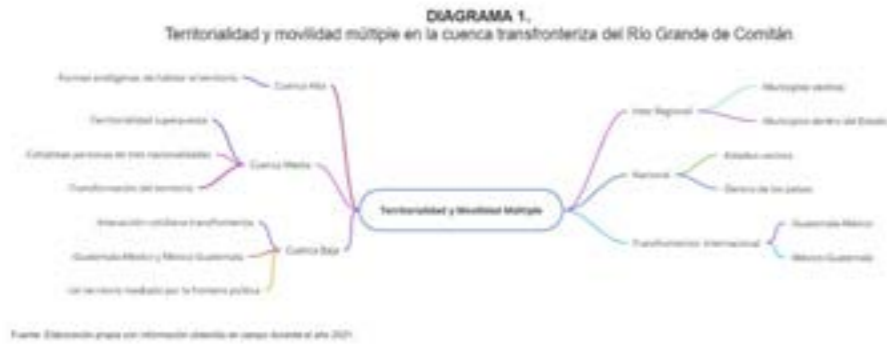 DIAGRAMA 1.
Territorialidad y movilidad múltiple en la cuenca transfronteriza del Río Grande de Comitán
Formas endógenas de habitar el territorio
Cuenca Alta
Territorialidad superpuesta
personas de tres nacionalidades
Cuenca Media
Transformación del territorio
Interacción cotidiana transfronteriza
Guatemala-México y México-Guatemala
Cuenca Baja
Un territorio mediado por la frontera política
Territorialidad y Movilidad Múltiple
Inter Regional
Municipios vecinos
Municipios dentro del Estado
Nacional
Estados vecinos
Dentro de los países
Internacional
Guatemala-México
México-Guatemala
Fuente: Elaboración propia con información obtenida en campo durante el año 2021.